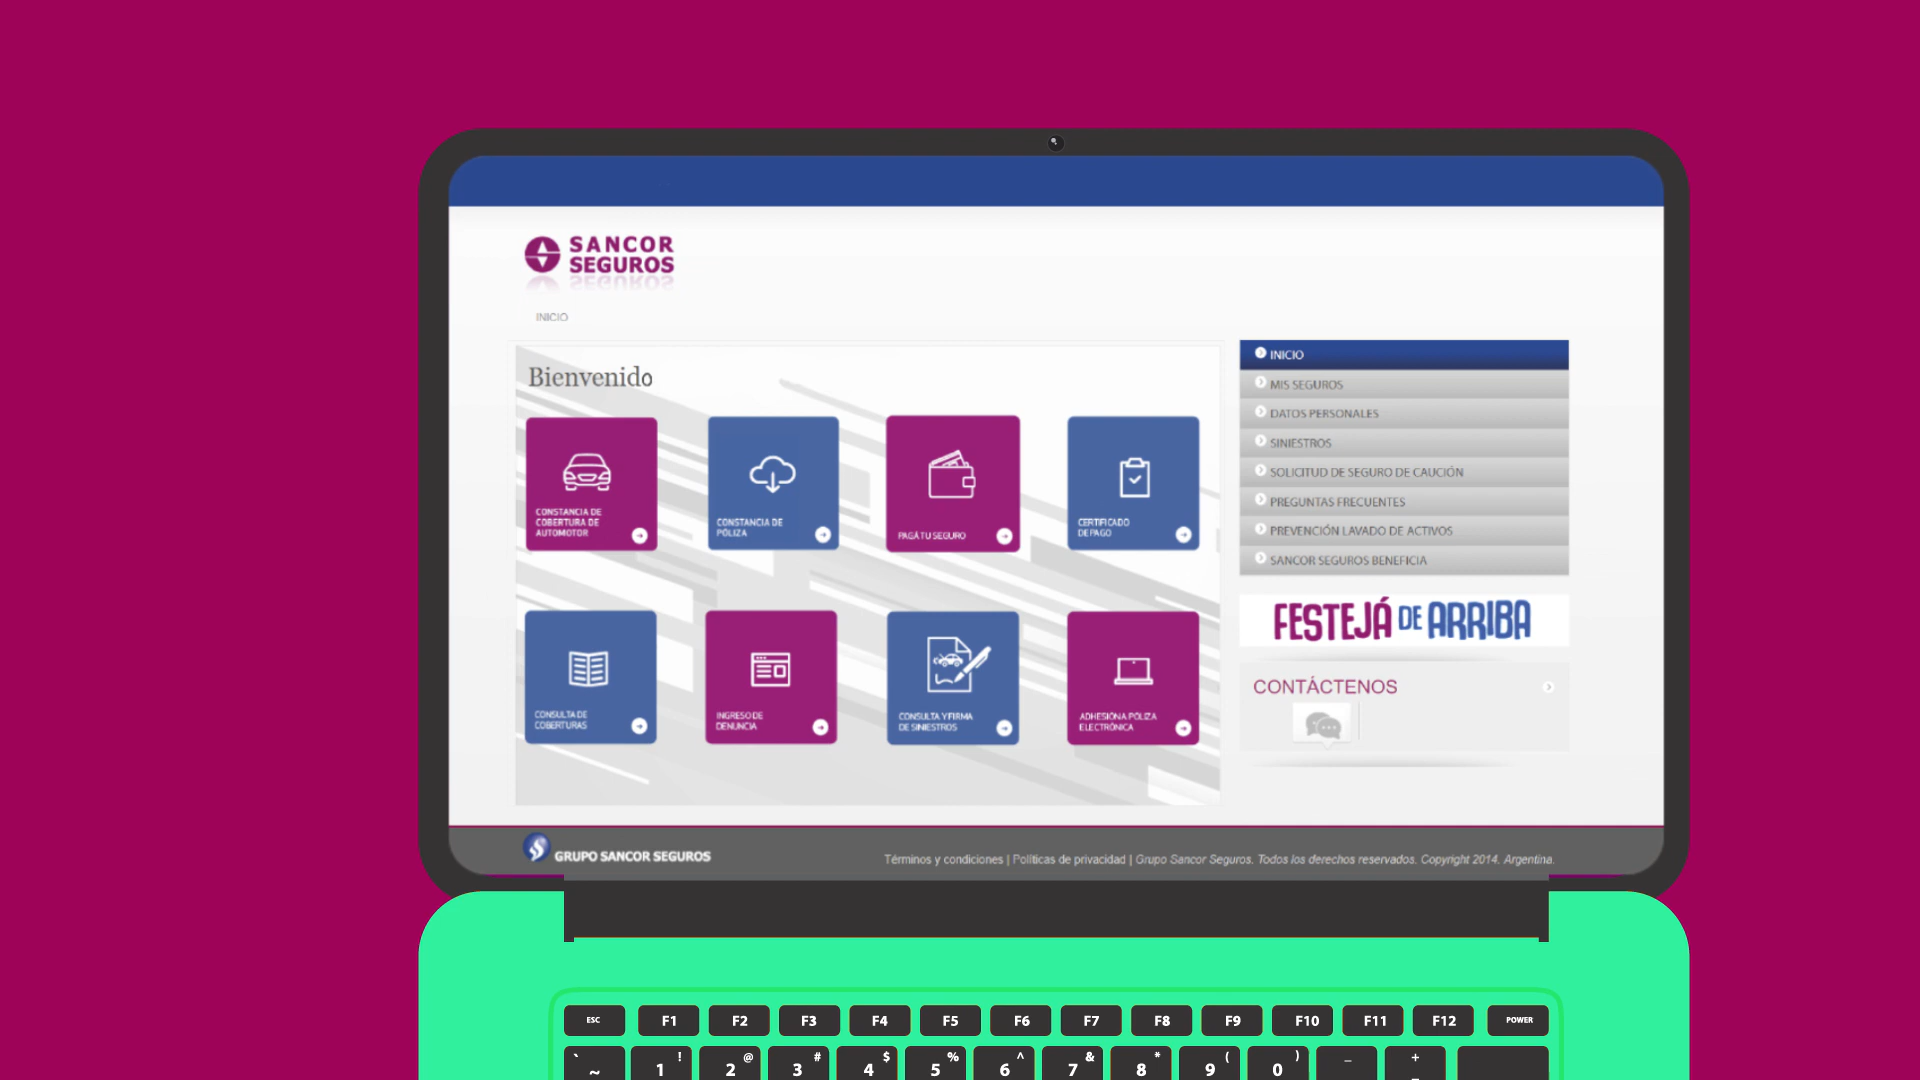 SANCOR
SEGUROS
INICIO
Bienvenido
CONSTANCIA DE
COBERTURA DE
AUTOMOTOR
CONSTANCIA DE
PÓLIZA
PAGÁ TU SEGURO
CERTIFICADO
DE PAGO
CONSULTA DE
COBERTURAS
INGRESO DE
DENUNCIA
CONSULTA Y FIRMA
DE SINIESTROS
ADHESIÓN A PÓLIZA
ELECTRÓNICA
INICIO
MIS SEGUROS
DATOS PERSONALES
SINIESTROS
SOLICITUD DE SEGURO DE CAUCIÓN
PREGUNTAS FRECUENTES
PREVENCIÓN LAVADO DE ACTIVOS
SANCOR SEGUROS BENEFICIA
FESTEJÁ DE ARRIBA
CONTÁCTENOS
GRUPO SANCOR SEGUROS
Términos y condiciones | Políticas de privacidad | Grupo Sancor Seguros. Todos los derechos reservados. Copyright 2014. Argentina.
ESC F1 F2 F3 F4 F5 F6 F7 F8 F9 F10 F11 F12 POWER
` ! @ # $ % ^ & * ( ) _ +
~ 1 2 3 4 5 6 7 8 9 0 _